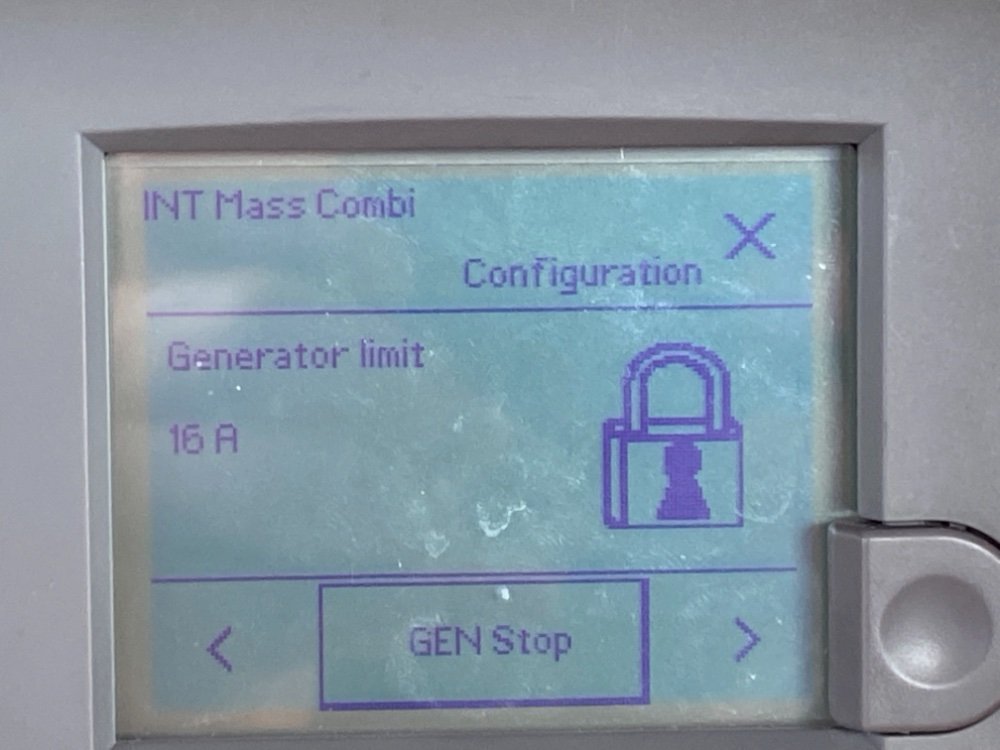 INT Mass Combi
Configuration
Generator limit
16 A
GEN Stop